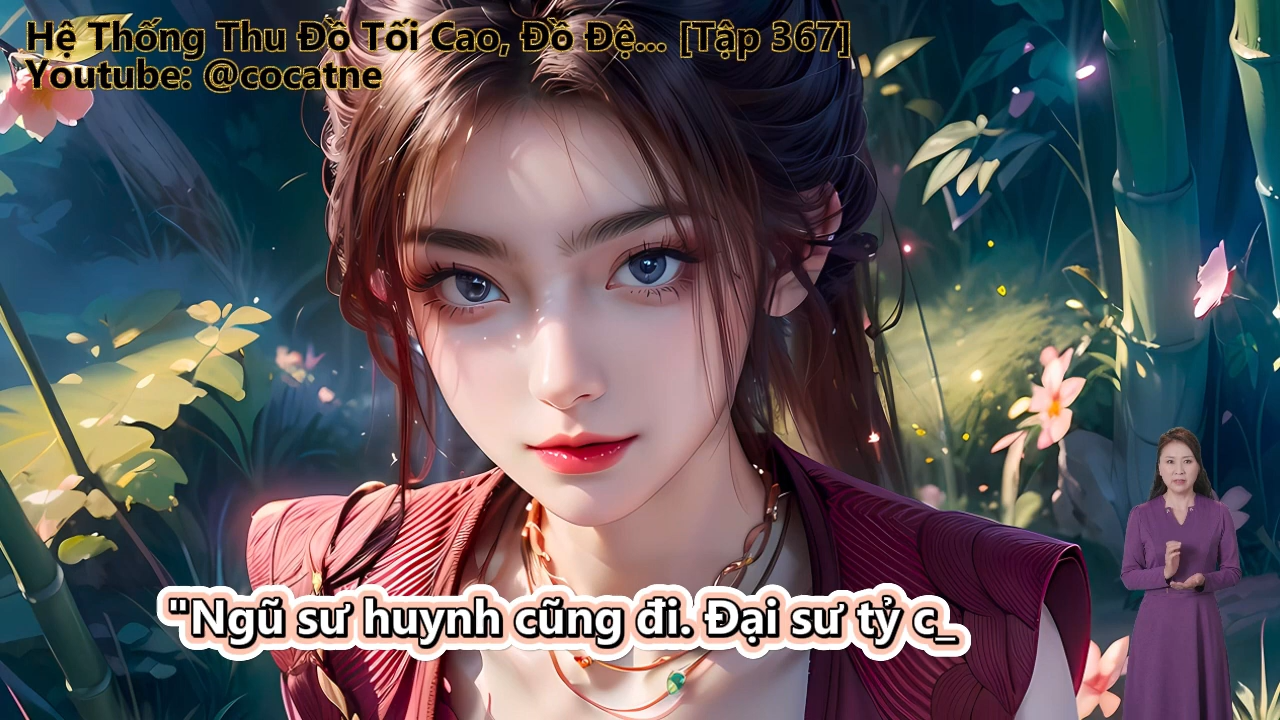 Hệ Thống Thu Đồ Tối Cao, Đồ Đệ... [Tập 367]
Youtube: @cocatne
"Ngũ sư huynh cũng đi. Đại sư tỷ c_